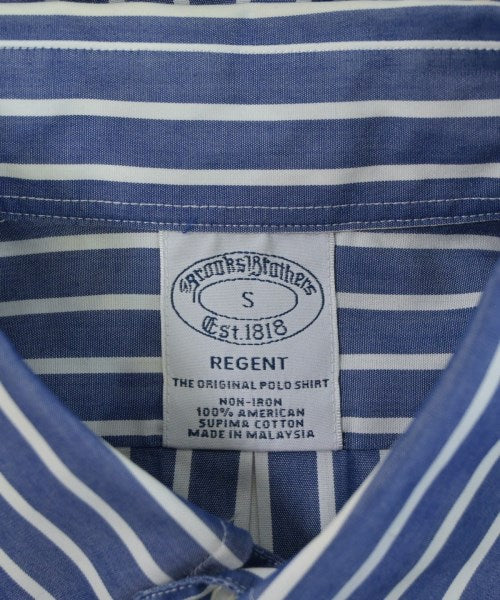 Brooks Brothers
S
Est. 1818
REGENT
THE ORIGINAL POLO SHIRT
NON-IRON
100% AMERICAN
SUPIMA COTTON
MADE IN MALAYSIA